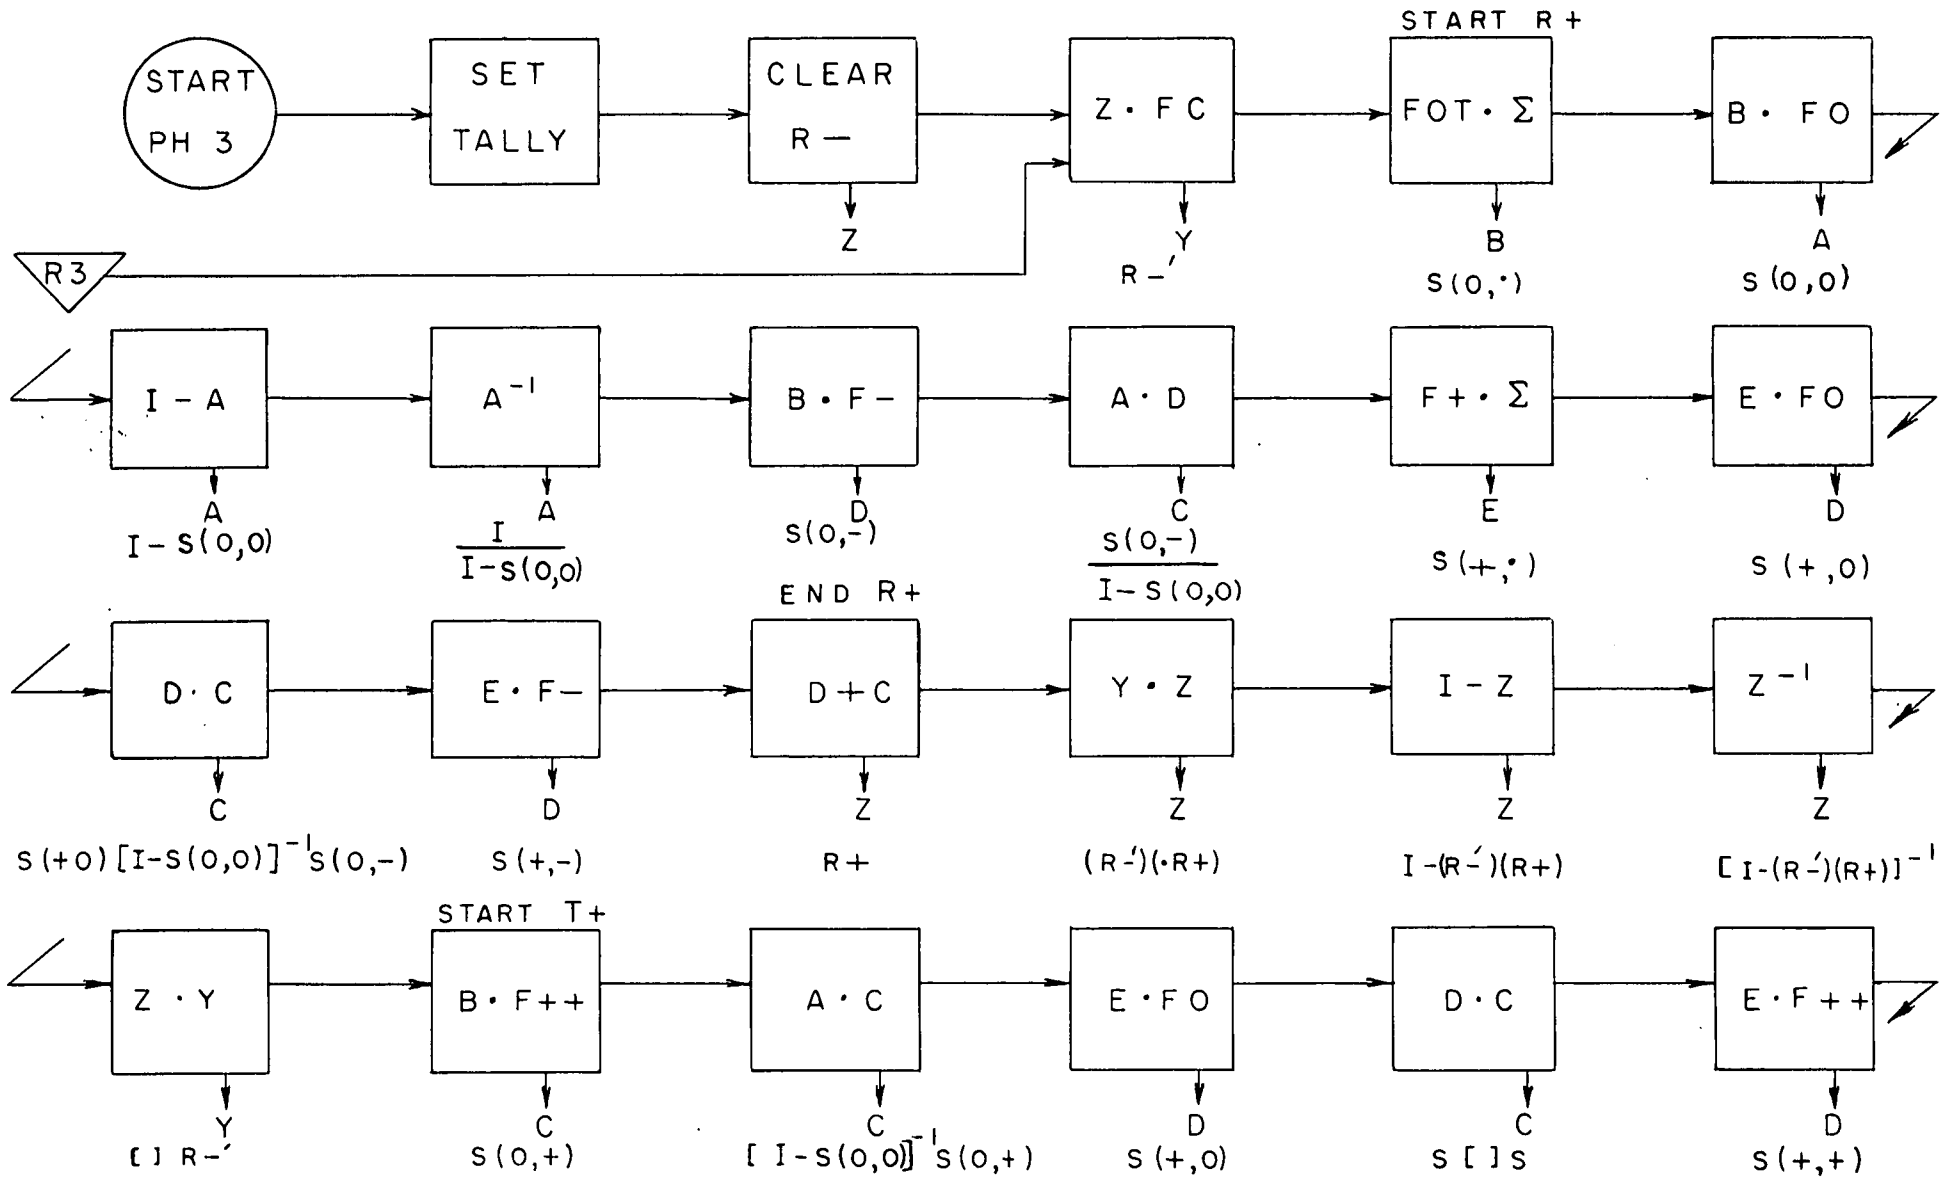 START R+
START
PH 3
SET
TALLY
CLEAR
R—
Z · FC
FOT · Σ
B · FO
Z
Y
B
A
R3
R—′
S(0,·)
S(0,0)
I – A
A⁻¹
B · F–
A · D
F+ · Σ
E · FO
A
A
D
C
E
D
I – S(0,0)
I
I–S(0,0)
S(0,–)
S(0,–)
I–S(0,0)
S(+,·)
S(+,0)
END R+
D · C
E · F–
D+C
Y · Z
I–Z
Z⁻¹
C
D
Z
Z
Z
Z
S(+0)[I–S(0,0)]⁻¹S(0,–)
S(+,–)
R+
(R–′)(·R+)
I–(R–′)(R+)
[I–(R–′)(R+)]⁻¹
START T+
Z · Y
B · F++
A · C
E · FO
D · C
E · F++
Y
C
C
D
C
D
[] R–′
S(0,+)
[I–S(0,0)]⁻¹S(0,+)
S(+,0)
S[]S
S(+,+)